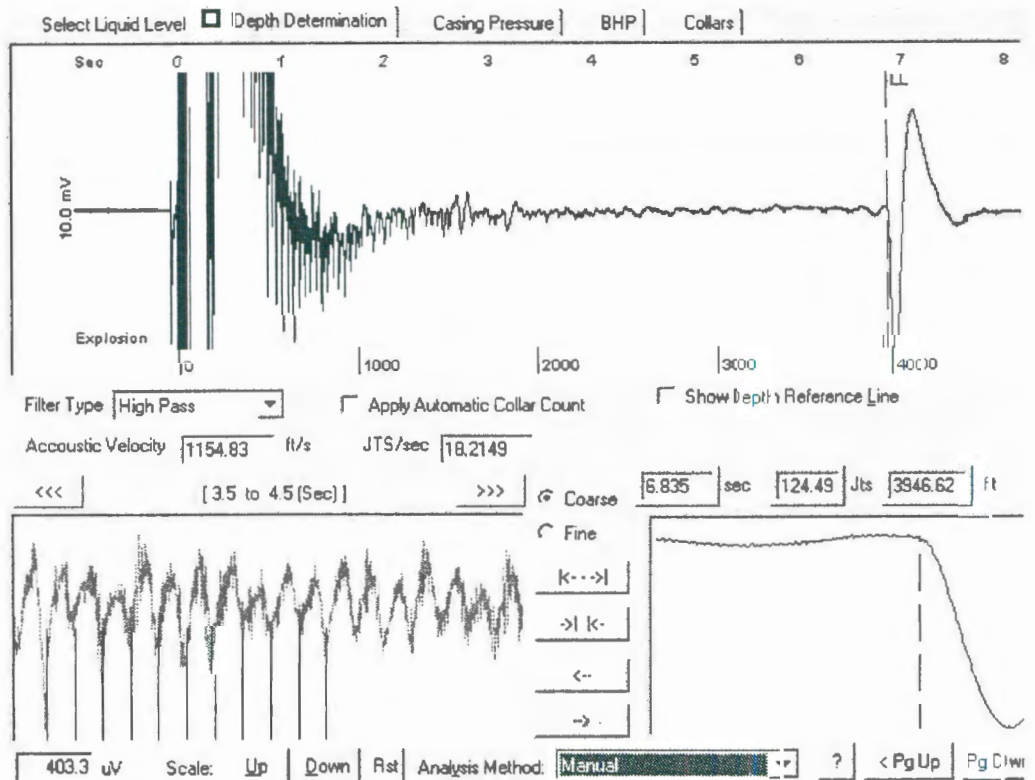 Select Liquid Level Depth Determination Casing Pressure BHP Collars
Sec 0 1 2 3 4 5 6 7 8
LL
10.0 mV
Explosion
0 1000 2000 3000 4000
Filter Type High Pass Apply Automatic Collar Count Show Depth Reference Line
Accoustic Velocity 1154.83 ft/s JTS/sec 18.2149
<<< [ 3.5 to 4.5 (Sec) ] >>> Coarse 6.835 sec 124.49 Jts 3946.62 ft
Fine
|<--->|
->| |<-
<--
-->
403.3 uV Scale: Up Down Rst Analysis Method: Manual ? < Pg Up Pg Dwn